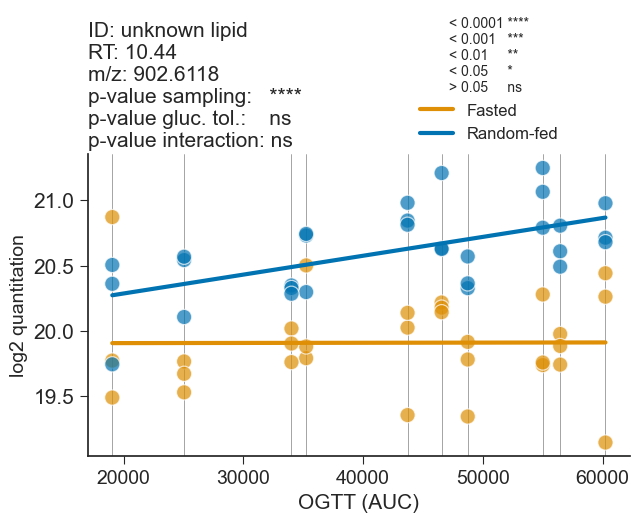 ID: unknown lipid
RT: 10.44
m/z: 902.6118
p-value sampling: ****
p-value gluc. tol.: ns
p-value interaction: ns
< 0.0001 ****
< 0.001 ***
< 0.01 **
< 0.05 *
> 0.05 ns
Fasted
Random-fed
log2 quantitation
21.0
20.5
20.0
19.5
20000 30000 40000 50000 60000
OGTT (AUC)